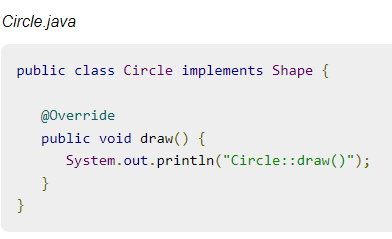 Circle.java
public class Circle implements Shape {
@Override
public void draw() {
System.out.println("Circle::draw()");
}
}